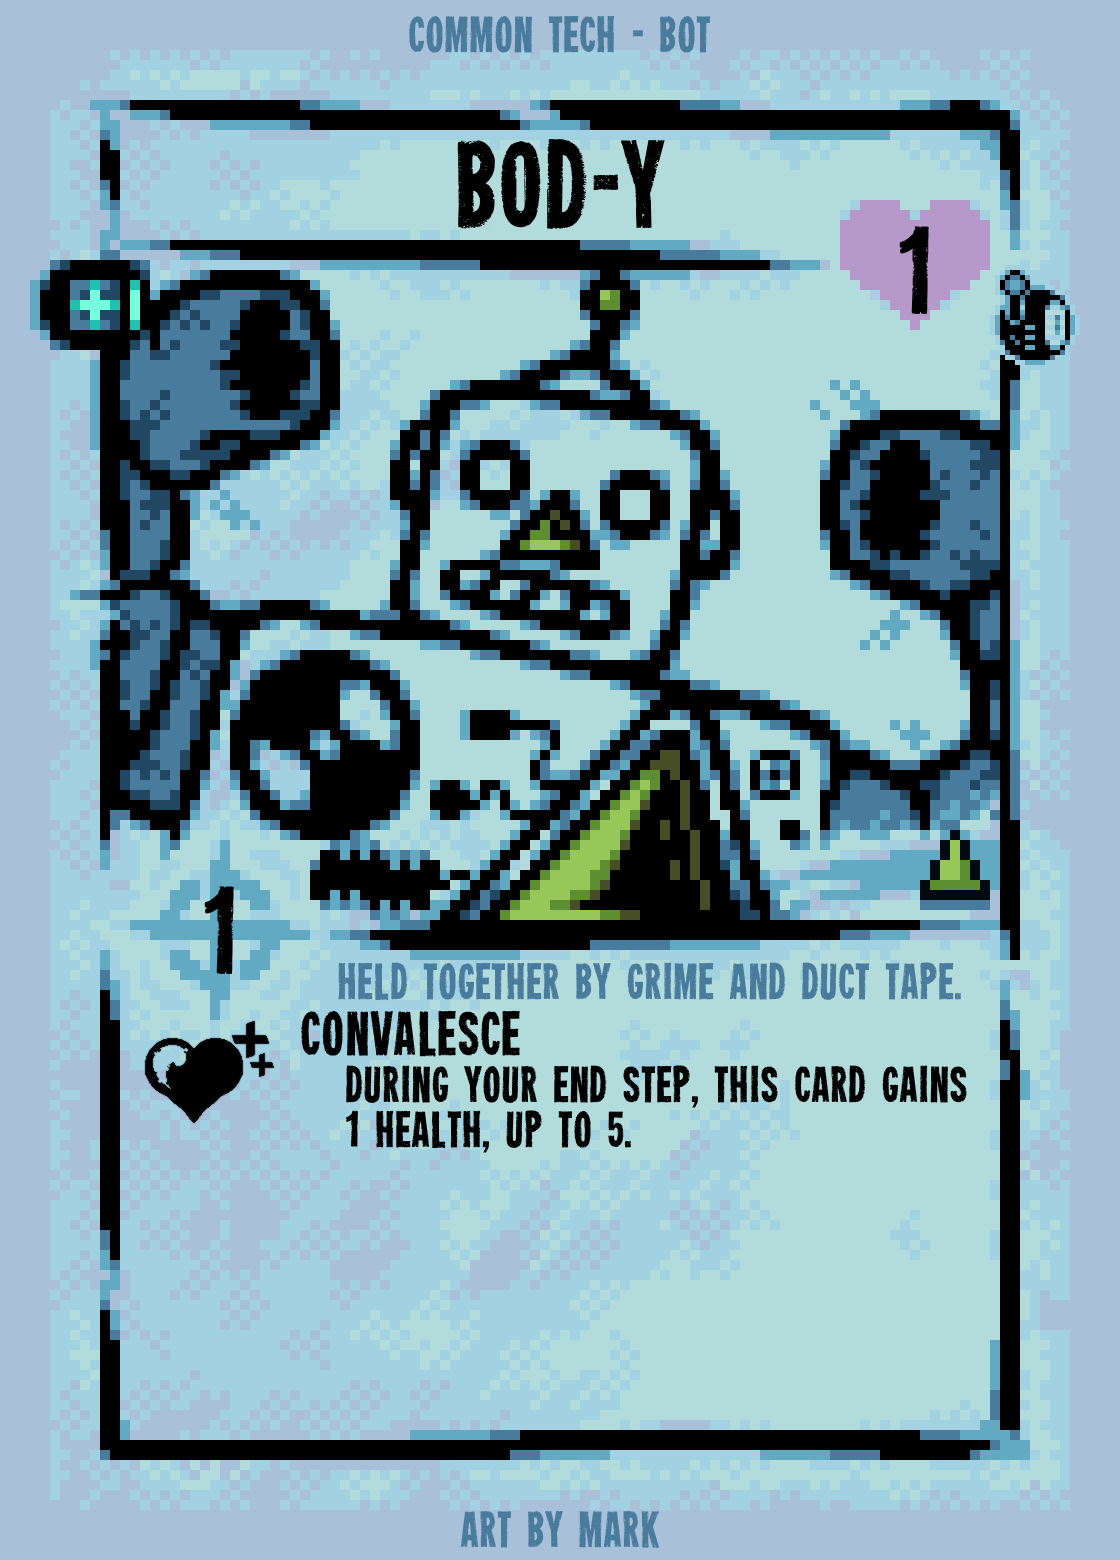 COMMON TECH - BOT
BOD-Y
1
1
HELD TOGETHER BY GRIME AND DUCT TAPE.
CONVALESCE
DURING YOUR END STEP, THIS CARD GAINS
1 HEALTH, UP TO 5.
ART BY MARK